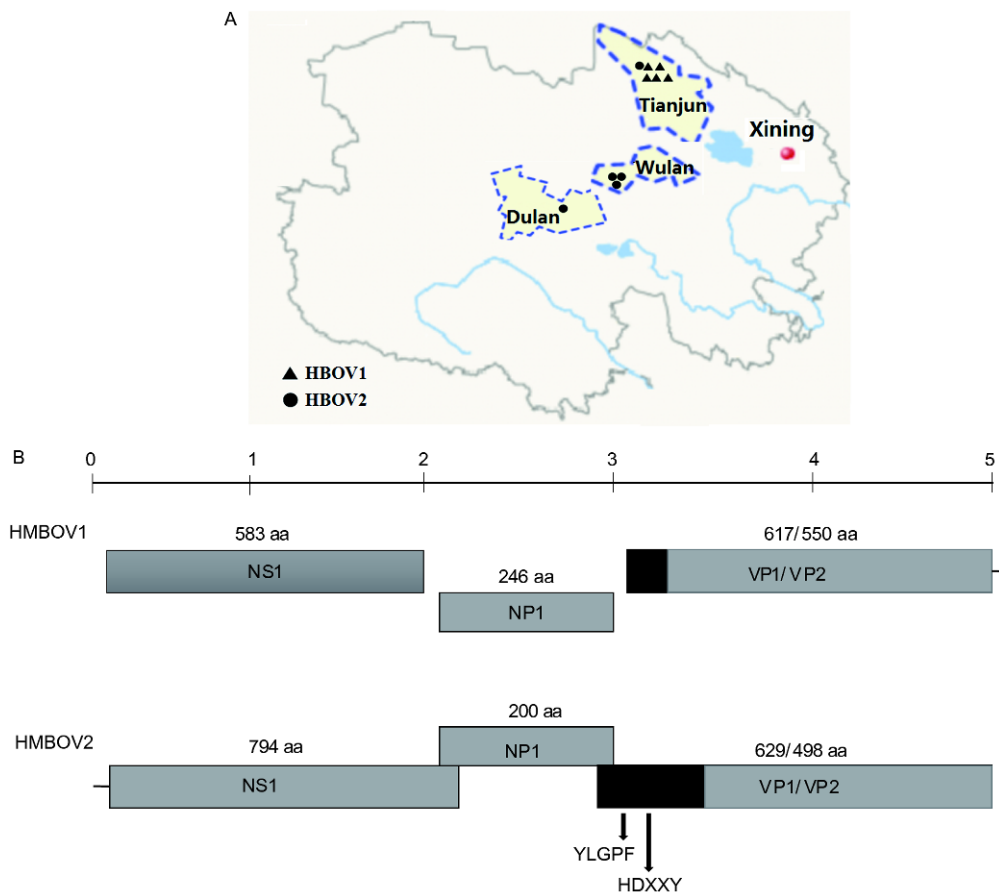 A
Tianjun
Xining
Wulan
Dulan
HBOV1
HBOV2
B
0 1 2 3 4 5
HMBOV1
583 aa
617/550 aa
NS1
VP1/VP2
246 aa
NP1
HMBOV2
200 aa
794 aa
NP1
629/498 aa
NS1
VP1/VP2
YLGPF
HDXXY